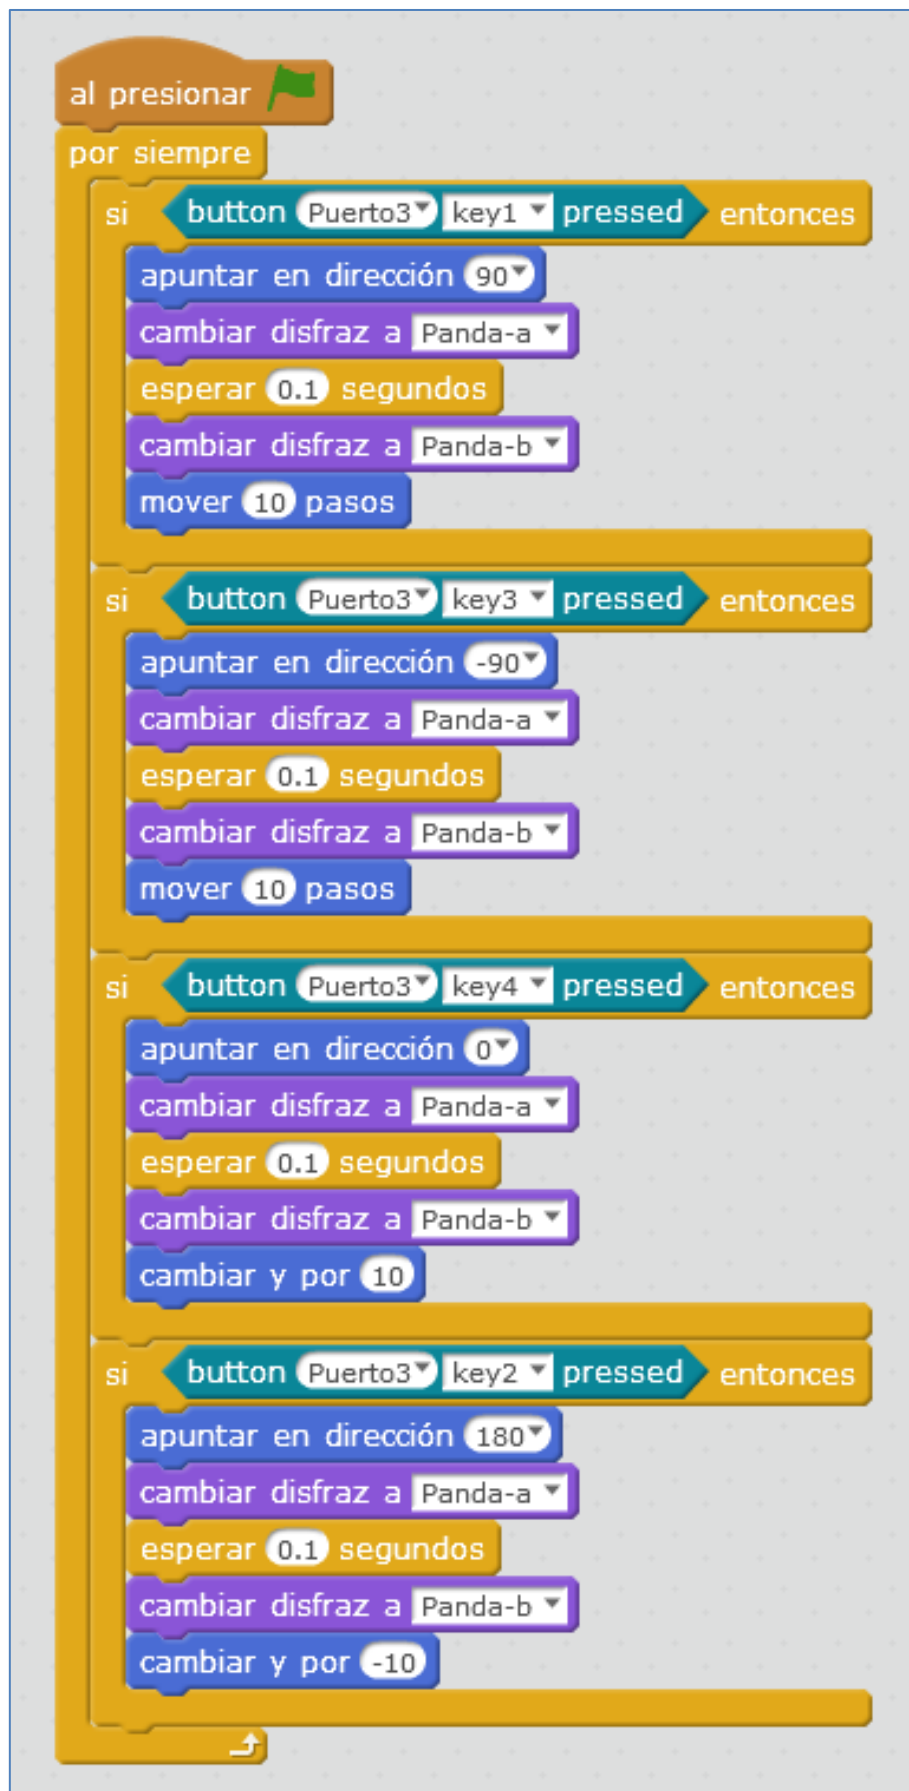 al presionar
por siempre
si button Puerto3 key1 pressed entonces
apuntar en dirección 90
cambiar disfraz a Panda-a
esperar 0.1 segundos
cambiar disfraz a Panda-b
mover 10 pasos
si button Puerto3 key3 pressed entonces
apuntar en dirección -90
cambiar disfraz a Panda-a
esperar 0.1 segundos
cambiar disfraz a Panda-b
mover 10 pasos
si button Puerto3 key4 pressed entonces
apuntar en dirección 0
cambiar disfraz a Panda-a
esperar 0.1 segundos
cambiar disfraz a Panda-b
cambiar y por 10
si button Puerto3 key2 pressed entonces
apuntar en dirección 180
cambiar disfraz a Panda-a
esperar 0.1 segundos
cambiar disfraz a Panda-b
cambiar y por -10